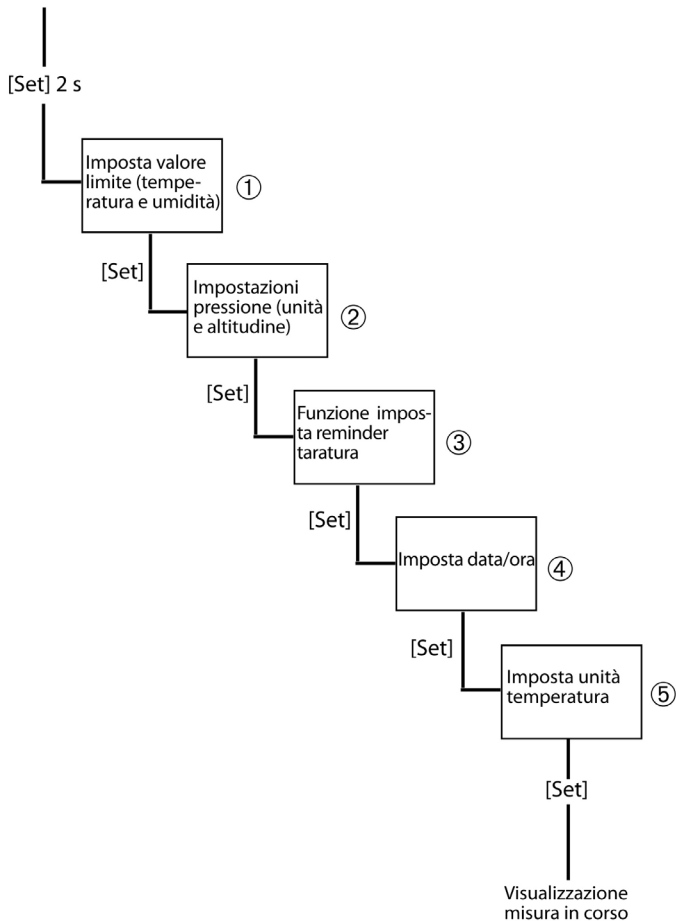 [Set] 2 s
Imposta valore
limite (tempe-
ratura e umidità)
①
[Set]
Impostazioni
pressione (unità
e altitudine)
②
[Set]
Funzione impos-
ta reminder
taratura
③
[Set]
Imposta data/ora
④
[Set]
Imposta unità
temperatura
⑤
[Set]
Visualizzazione
misura in corso